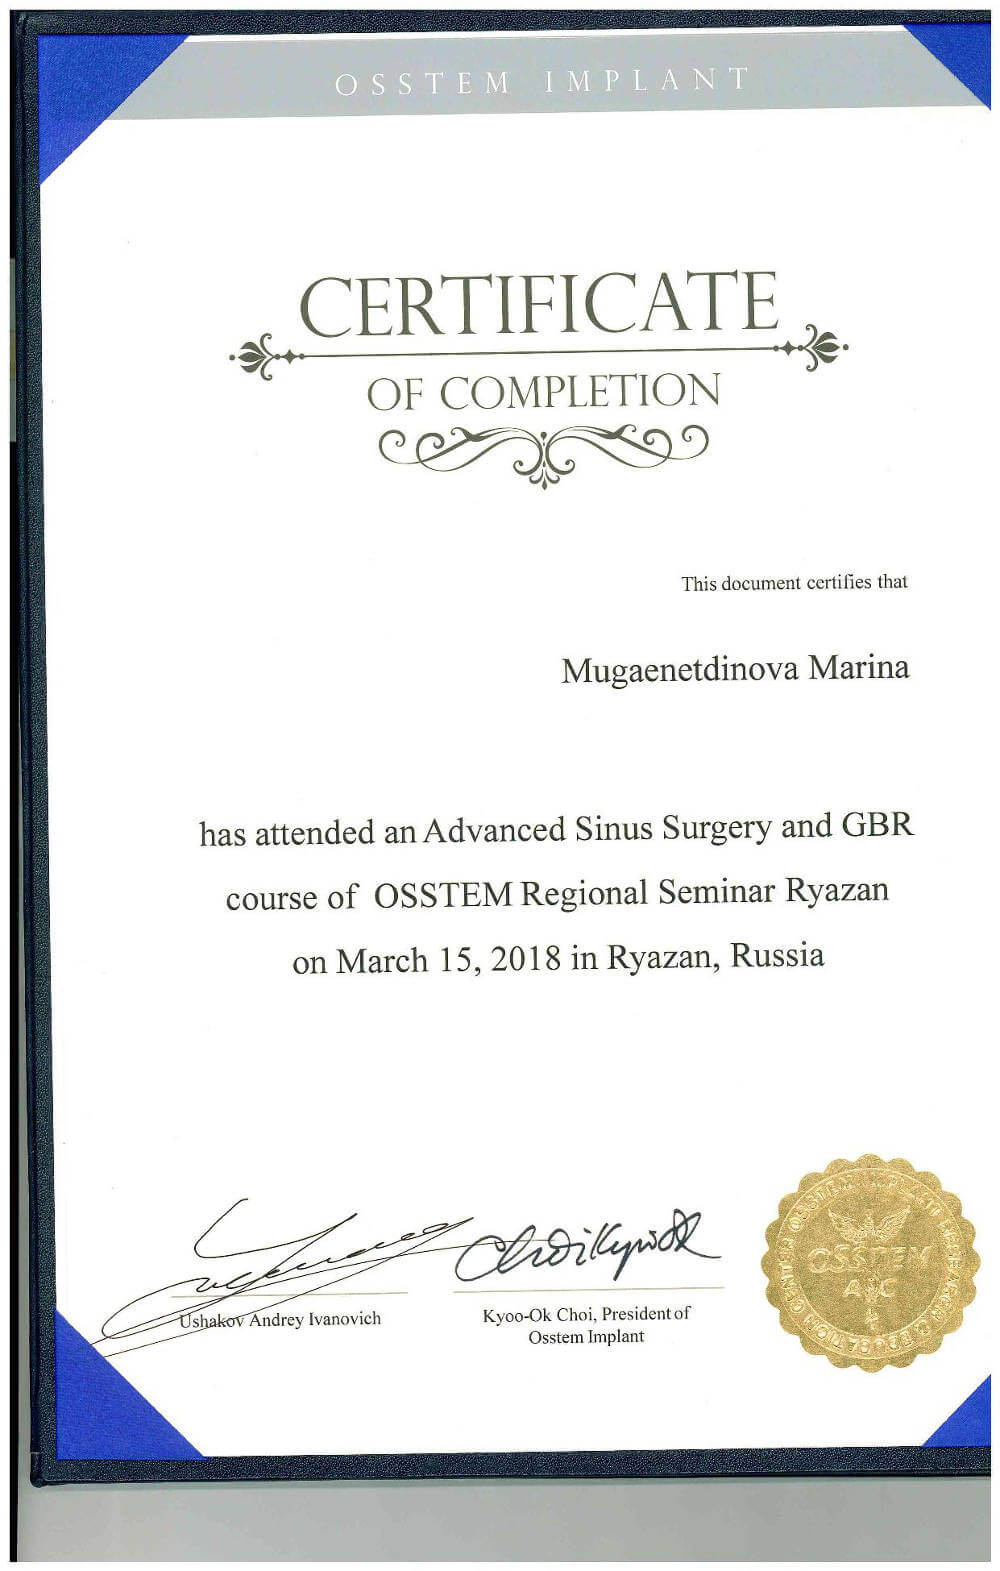 OSSTEM IMPLANT
CERTIFICATE
OF COMPLETION
This document certifies that
Mugaenetdinova Marina
has attended an Advanced Sinus Surgery and GBR
course of OSSTEM Regional Seminar Ryazan
on March 15, 2018 in Ryazan, Russia
Ushakov Andrey Ivanovich
Kyoo-Ok Choi, President of
Osstem Implant
OSSTEM
AIC